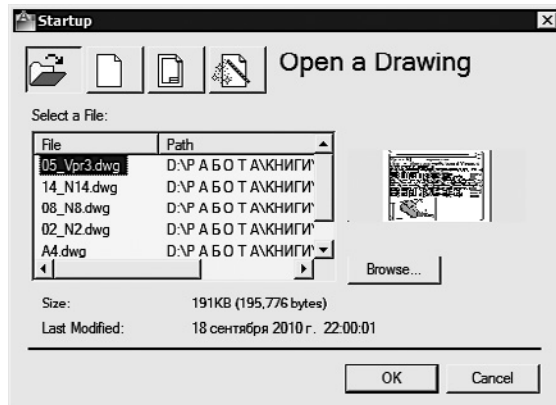 Startup
Open a Drawing
Select a File:
File Path
05_Vpr3.dwg D:\Р А Б О Т А\КНИГИ\
14_N14.dwg D:\Р А Б О Т А\КНИГИ\
08_N8.dwg D:\Р А Б О Т А\КНИГИ\
02_N2.dwg D:\Р А Б О Т А\КНИГИ\
A4.dwg D:\Р А Б О Т А\КНИГИ\
Browse...
Size: 191KB (195,776 bytes)
Last Modified: 18 сентября 2010 г. 22:00:01
OK Cancel